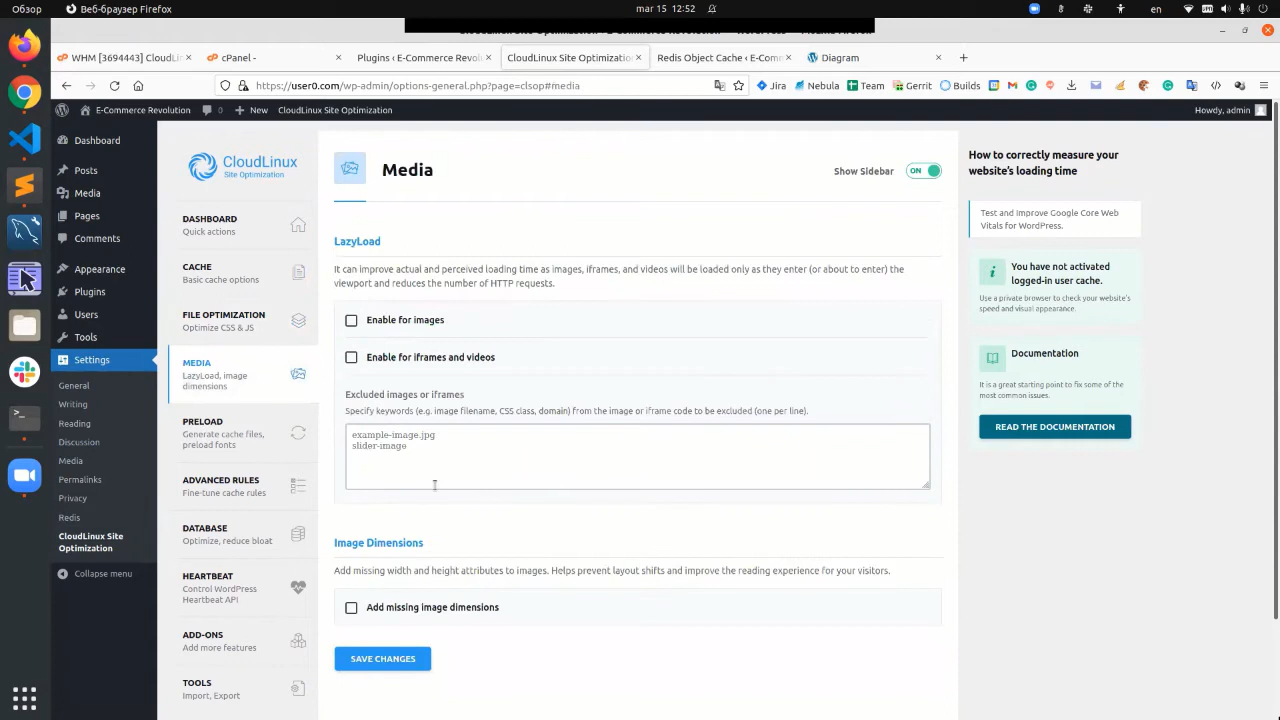 Обзор
Веб-браузер Firefox
mar 15 12:52
en
WHM [3694443] CloudLin
cPanel -
Plugins ‹ E-Commerce Revol
CloudLinux Site Optimizatio
Redis Object Cache ‹ E-Com
Diagram
https://user0.com/wp-admin/options-general.php?page=clsop#media
Jira
Nebula
Team
Gerrit
Builds
E-Commerce Revolution
0
New
CloudLinux Site Optimization
Howdy, admin
Dashboard
Posts
Media
Pages
Comments
Appearance
Plugins
Users
Tools
Settings
General
Writing
Reading
Discussion
Media
Permalinks
Privacy
Redis
CloudLinux Site
Optimization
Collapse menu
CloudLinux
Site Optimization
DASHBOARD
Quick actions
CACHE
Basic cache options
FILE OPTIMIZATION
Optimize CSS & JS
MEDIA
LazyLoad, image
dimensions
PRELOAD
Generate cache files,
preload fonts
ADVANCED RULES
Fine-tune cache rules
DATABASE
Optimize, reduce bloat
HEARTBEAT
Control WordPress
Heartbeat API
ADD-ONS
Add more features
TOOLS
Import, Export
Media
Show Sidebar
ON
LazyLoad
It can improve actual and perceived loading time as images, iframes, and videos will be loaded only as they enter (or about to enter) the
viewport and reduces the number of HTTP requests.
Enable for images
Enable for iframes and videos
Excluded images or iframes
Specify keywords (e.g. image filename, CSS class, domain) from the image or iframe code to be excluded (one per line).
example-image.jpg
slider-image
Image Dimensions
Add missing width and height attributes to images. Helps prevent layout shifts and improve the reading experience for your visitors.
Add missing image dimensions
SAVE CHANGES
How to correctly measure your
website's loading time
Test and improve Google Core Web
Vitals for WordPress.
You have not activated
logged-in user cache.
Use a private browser to check your website's
speed and visual appearance.
Documentation
It is a great starting point to fix some of the
most common issues.
READ THE DOCUMENTATION